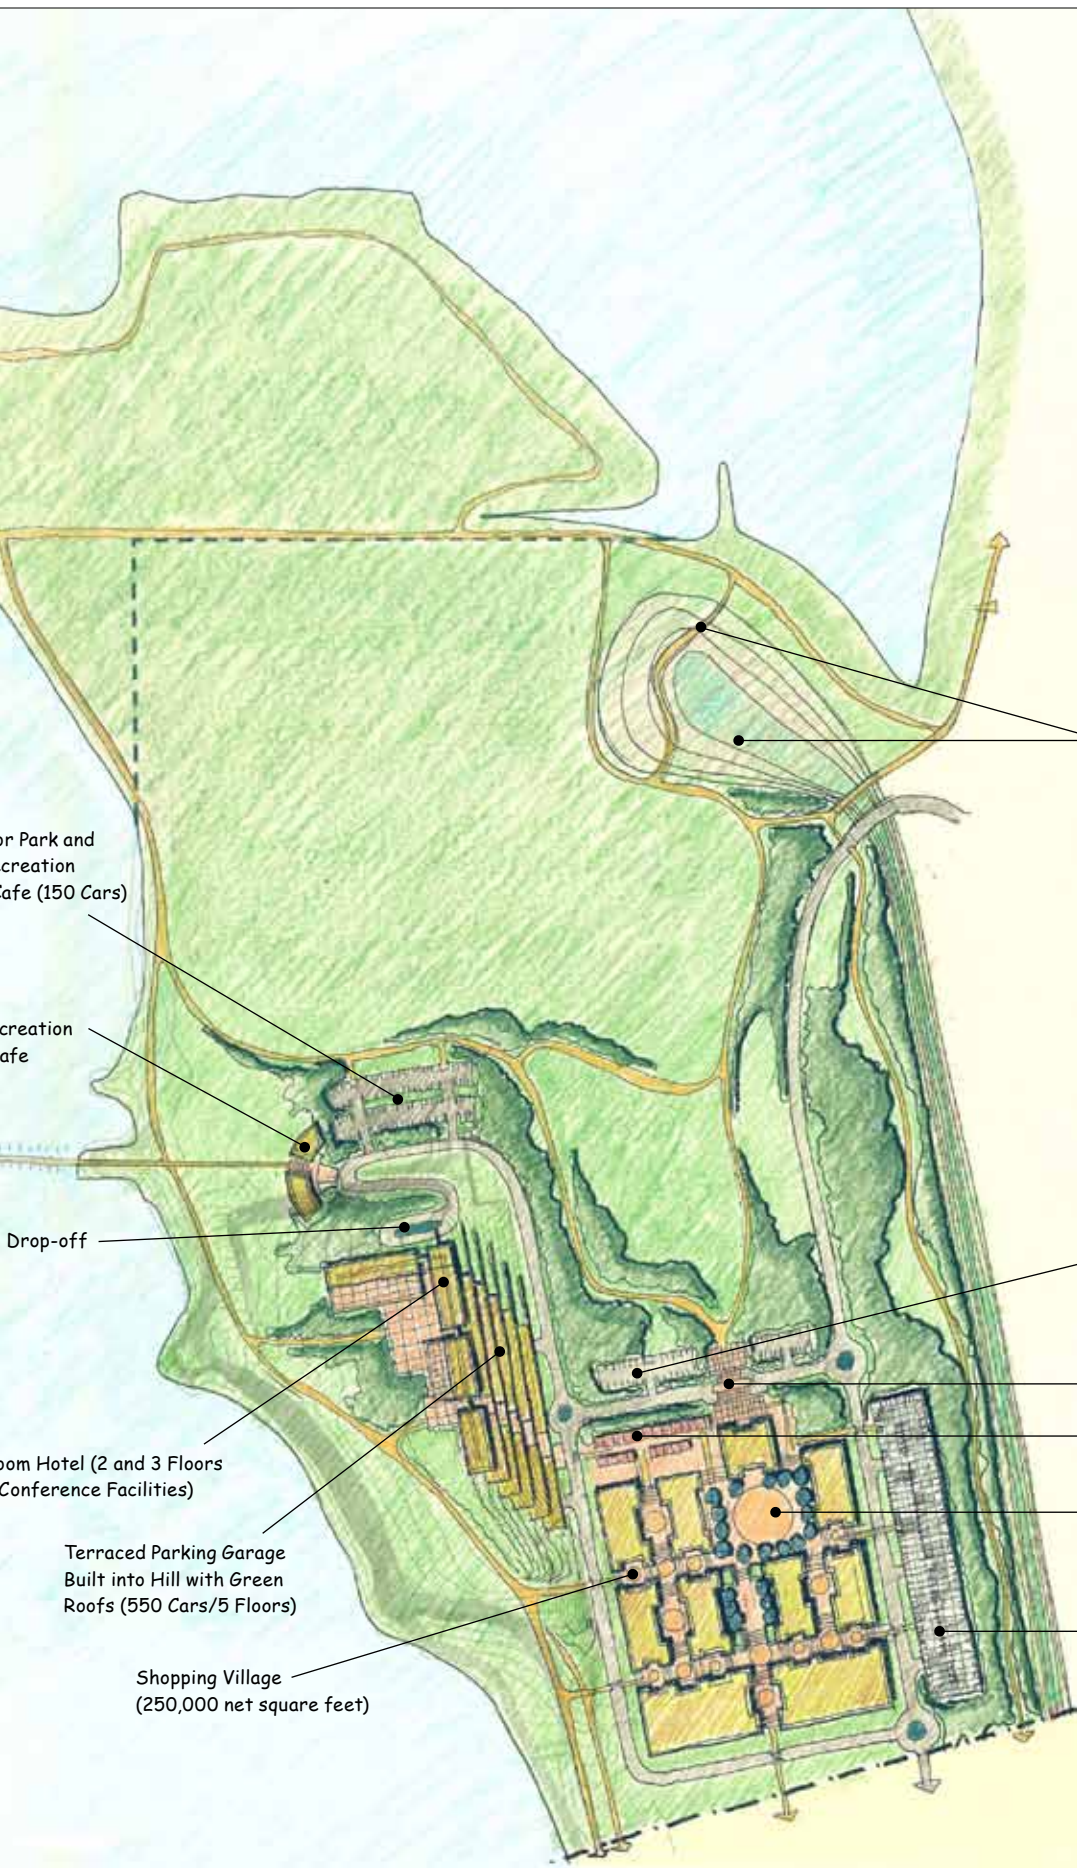 or Park and
creation
Cafe (150 Cars)
creation
afe
Drop-off
oom Hotel (2 and 3 Floors
Conference Facilities)
Terraced Parking Garage
Built into Hill with Green
Roofs (550 Cars/5 Floors)
Shopping Village
(250,000 net square feet)